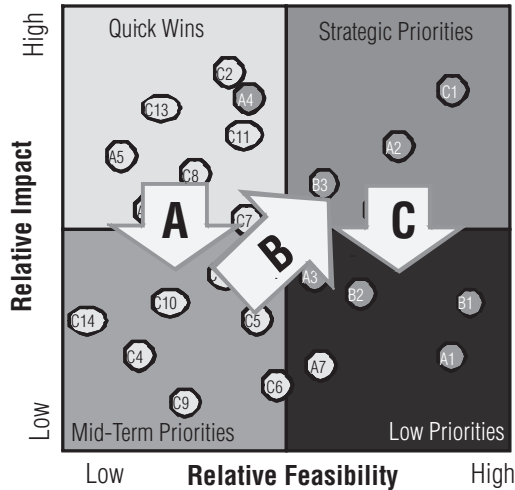 High
Quick Wins
Strategic Priorities
C2
A4
C1
C13
C11
A2
A5
C8
B3
A
C7
B
C
Relative Impact
A3
B2
B1
C10
C14
C5
C4
A7
A1
C6
C9
Low
Mid-Term Priorities
Low Priorities
Low
Relative Feasibility
High